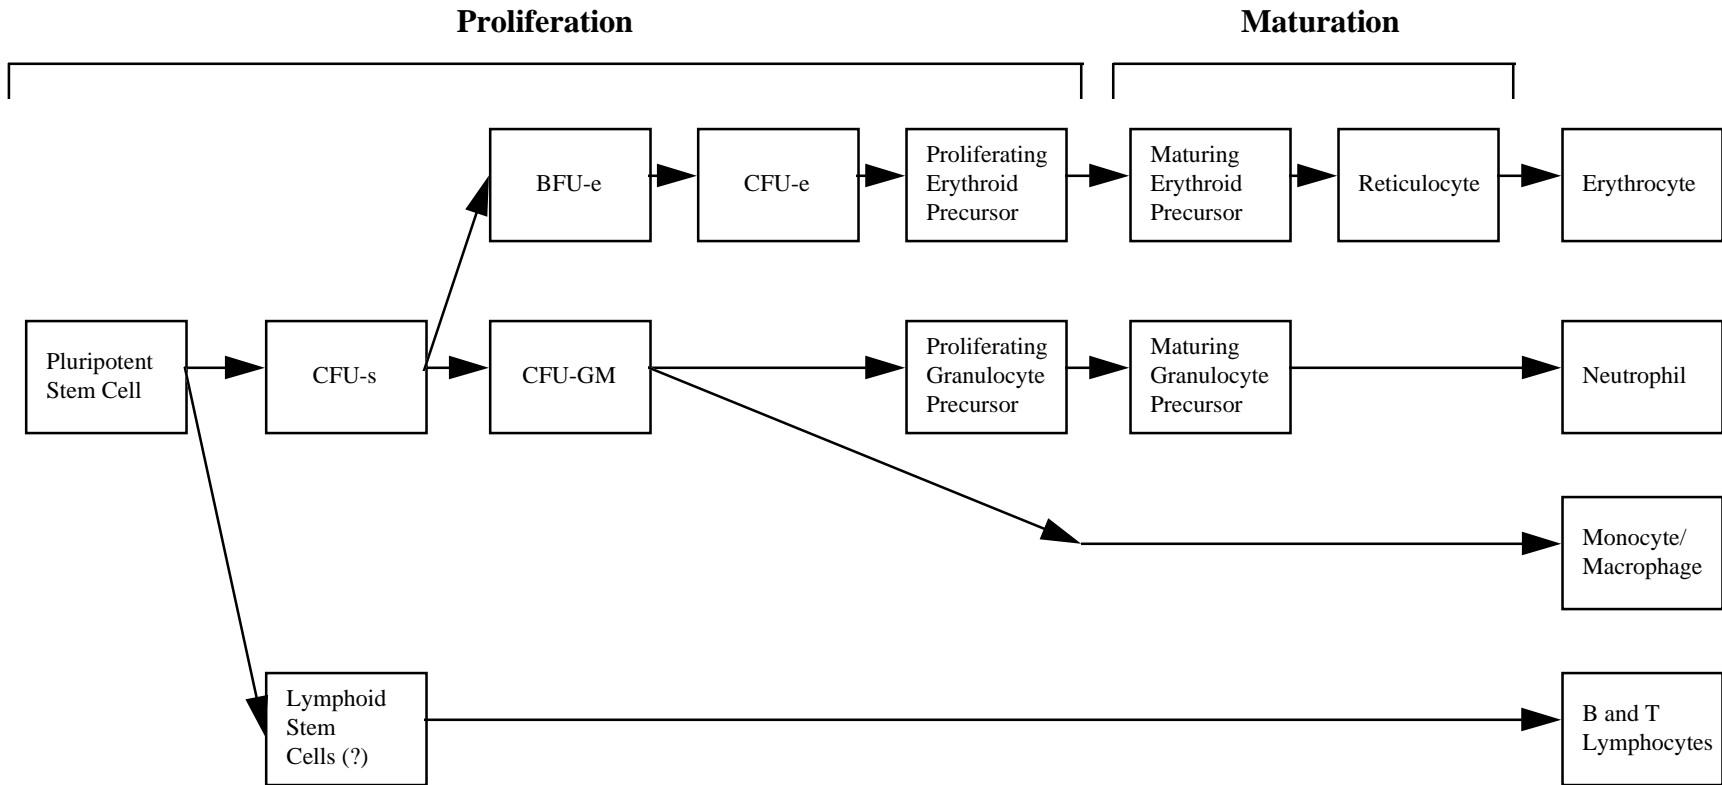 Proliferation
Maturation
BFU-e
CFU-e
Proliferating
Erythroid
Precursor
Maturing
Erythroid
Precursor
Reticulocyte
Erythrocyte
Pluripotent
Stem Cell
CFU-s
CFU-GM
Proliferating
Granulocyte
Precursor
Maturing
Granulocyte
Precursor
Neutrophil
Monocyte/
Macrophage
Lymphoid
Stem
Cells (?)
B and T
Lymphocytes